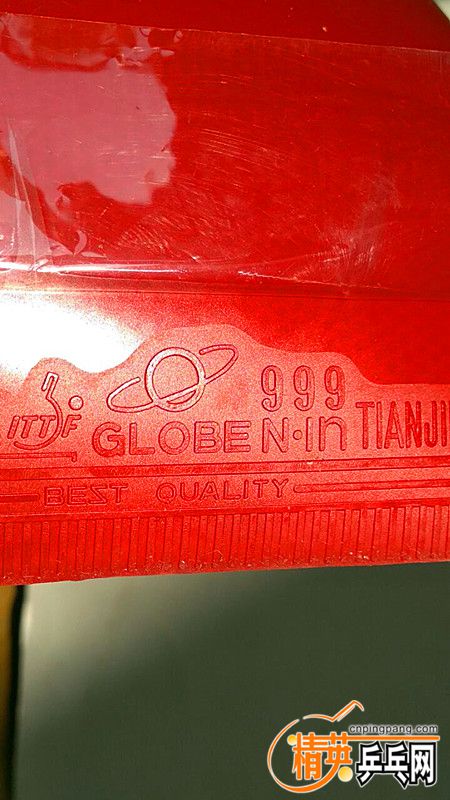 999
ITTF GLOBE N·in TIANJI
BEST QUALITY
cnpingpang.com
精英乒乓网